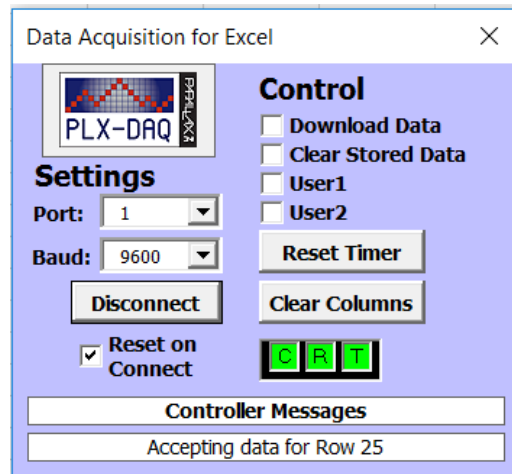 Data Acquisition for Excel
PLX-DAQ
PARALLAX
Settings
Port: 1
Baud: 9600
Disconnect
Reset on
Connect
Control
Download Data
Clear Stored Data
User1
User2
Reset Timer
Clear Columns
C R T
Controller Messages
Accepting data for Row 25